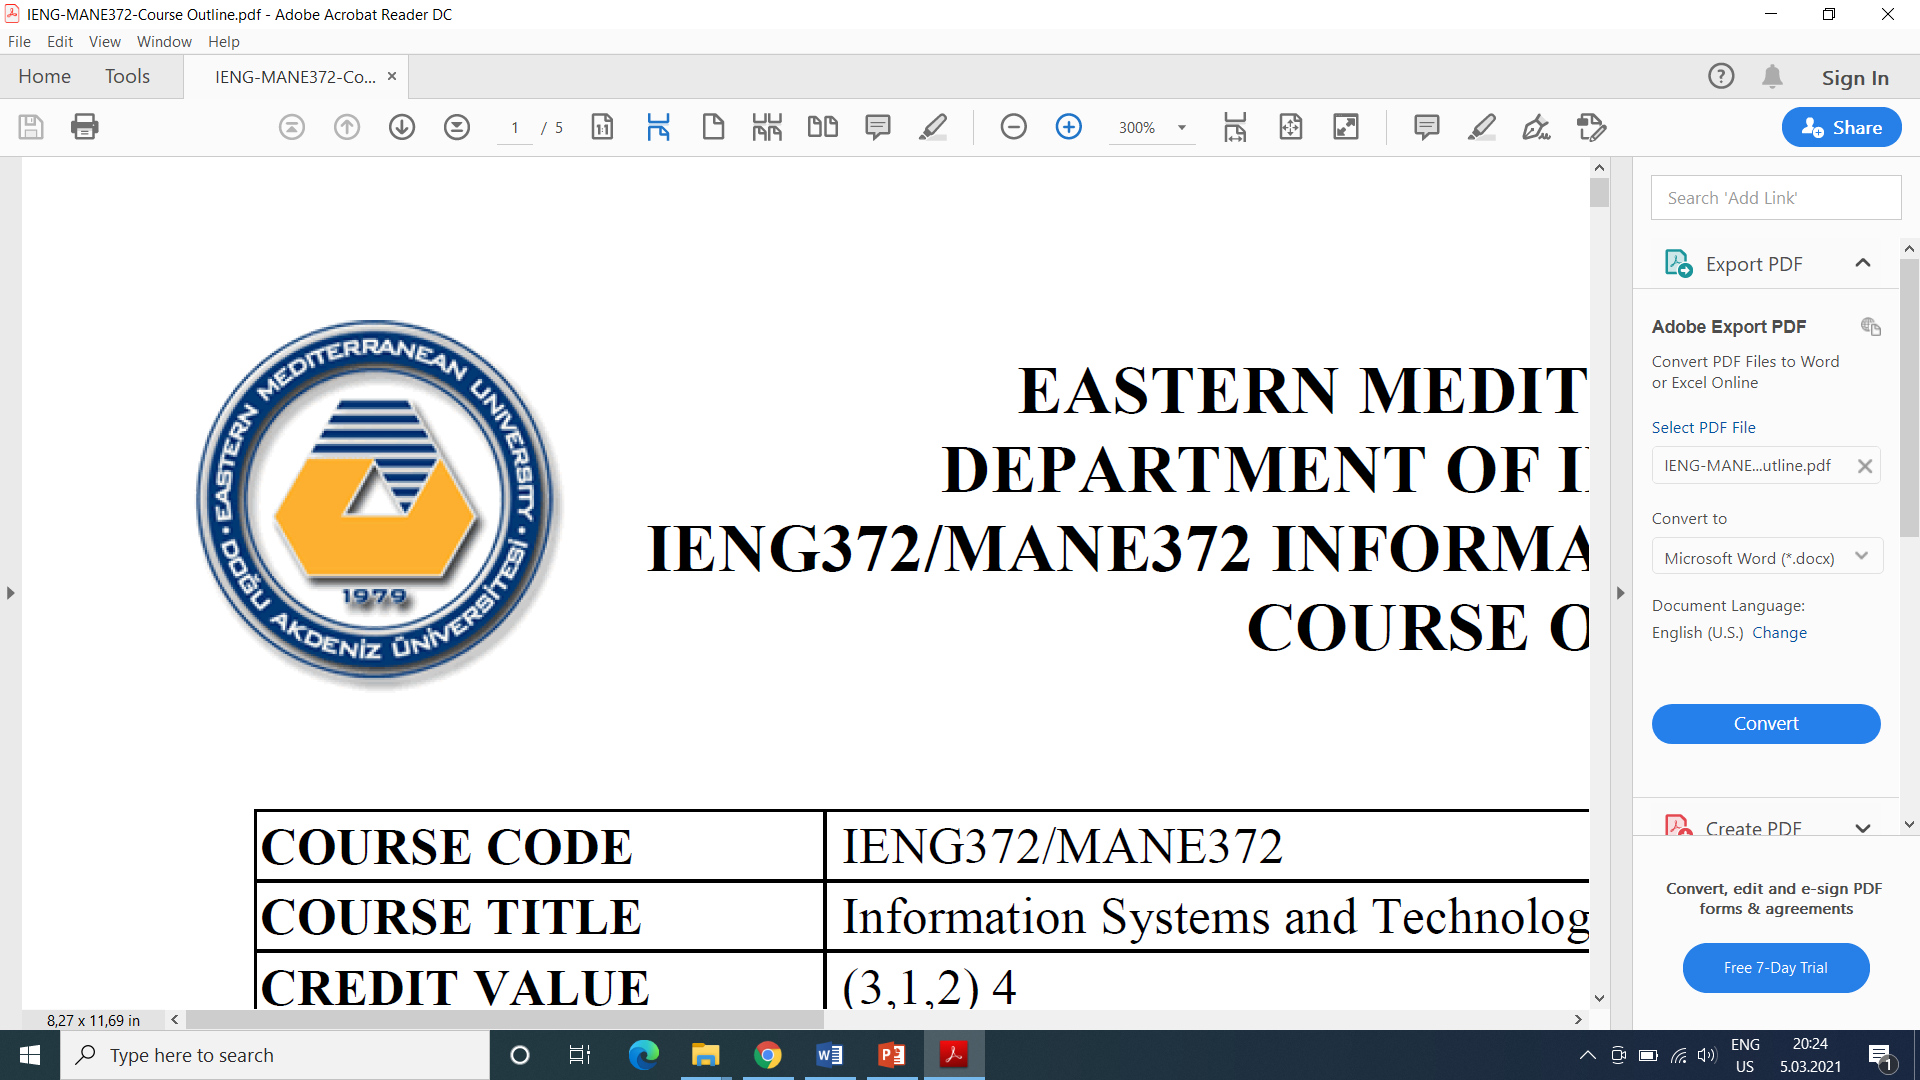 IENG-MANE372-Course Outline.pdf - Adobe Acrobat Reader DC
File Edit View Window Help
Home Tools IENG-MANE372-Co... × Sign In
1 / 5 300% Share
Search 'Add Link'
Export PDF
Adobe Export PDF
Convert PDF Files to Word
or Excel Online
Select PDF File
IENG-MANE...utline.pdf
Convert to
Microsoft Word (*.docx)
Document Language:
English (U.S.) Change
Convert
Create PDF
Convert, edit and e-sign PDF
forms & agreements
Free 7-Day Trial
EASTERN MEDITERRANEAN UNIVERSITY
DOĞU AKDENİZ ÜNİVERSİTESİ
1979
EASTERN MEDIT
DEPARTMENT OF I
IENG372/MANE372 INFORMA
COURSE O
COURSE CODE IENG372/MANE372
COURSE TITLE Information Systems and Technolog
CREDIT VALUE (3,1,2) 4
8,27 x 11,69 in
Type here to search
ENG
US
20:24
5.03.2021
1